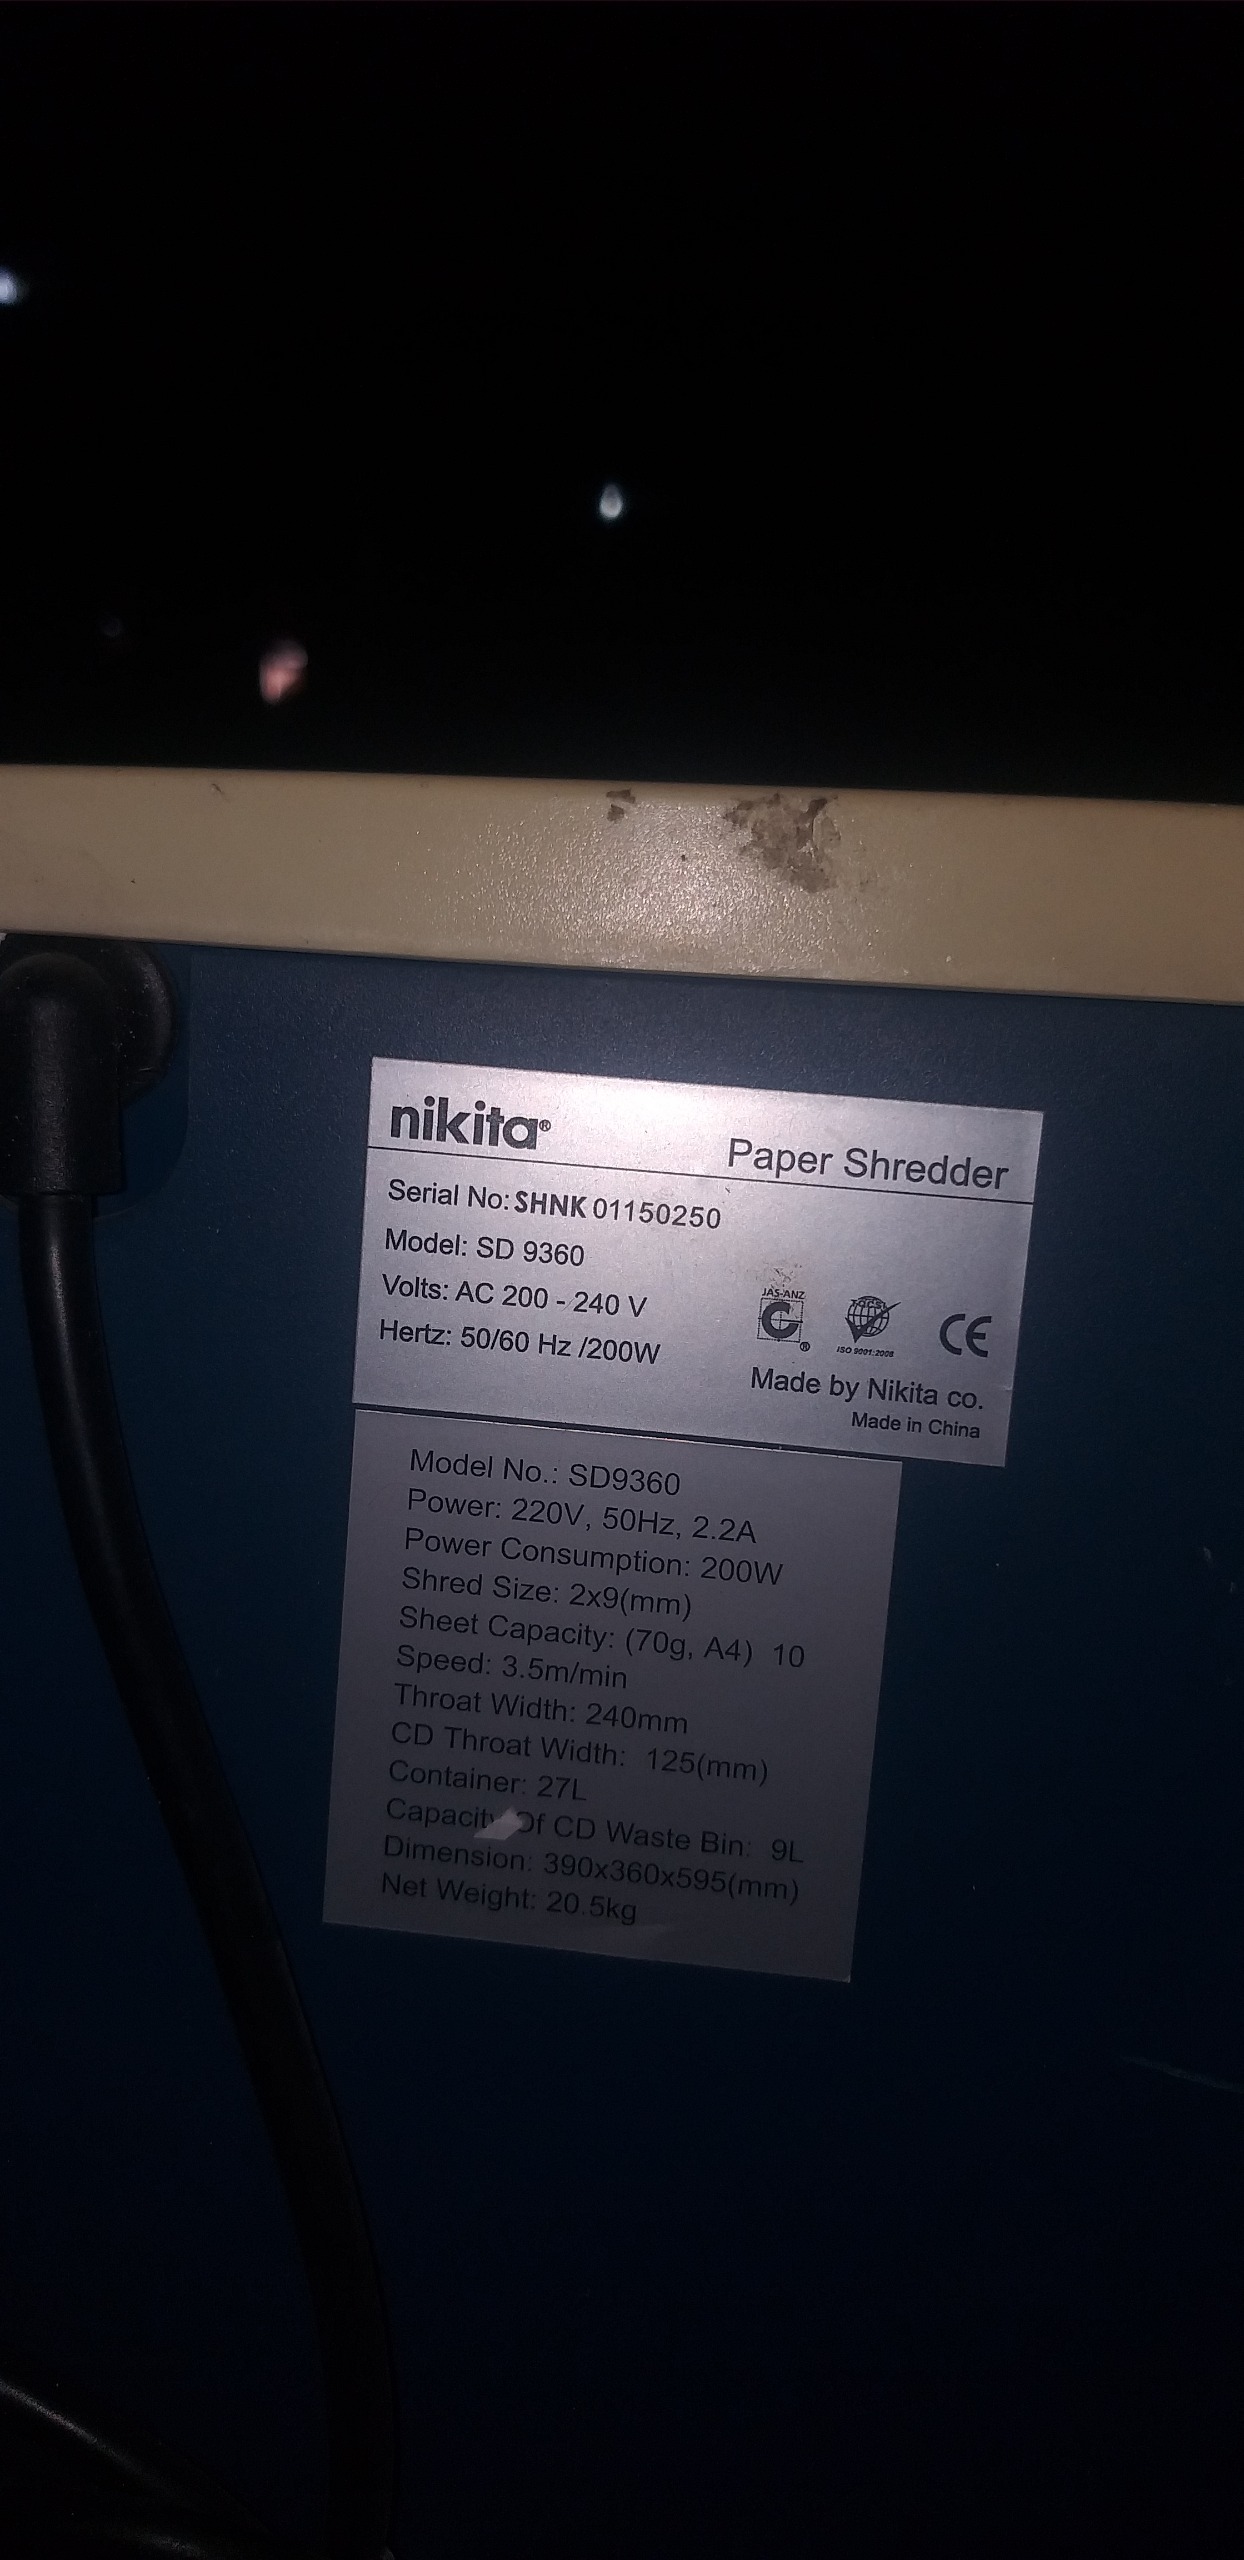 nikita®
Paper Shredder
Serial No: SHNK 01150250
Model: SD 9360
Volts: AC 200 - 240 V
Hertz: 50/60 Hz /200W
JAS-ANZ
®
ISO 9001:2008
CE
Made by Nikita co.
Made in China
Model No.: SD9360
Power: 220V, 50Hz, 2.2A
Power Consumption: 200W
Shred Size: 2x9(mm)
Sheet Capacity: (70g, A4) 10
Speed: 3.5m/min
Throat Width: 240mm
CD Throat Width: 125(mm)
Container: 27L
Capacity Of CD Waste Bin: 9L
Dimension: 390x360x595(mm)
Net Weight: 20.5kg